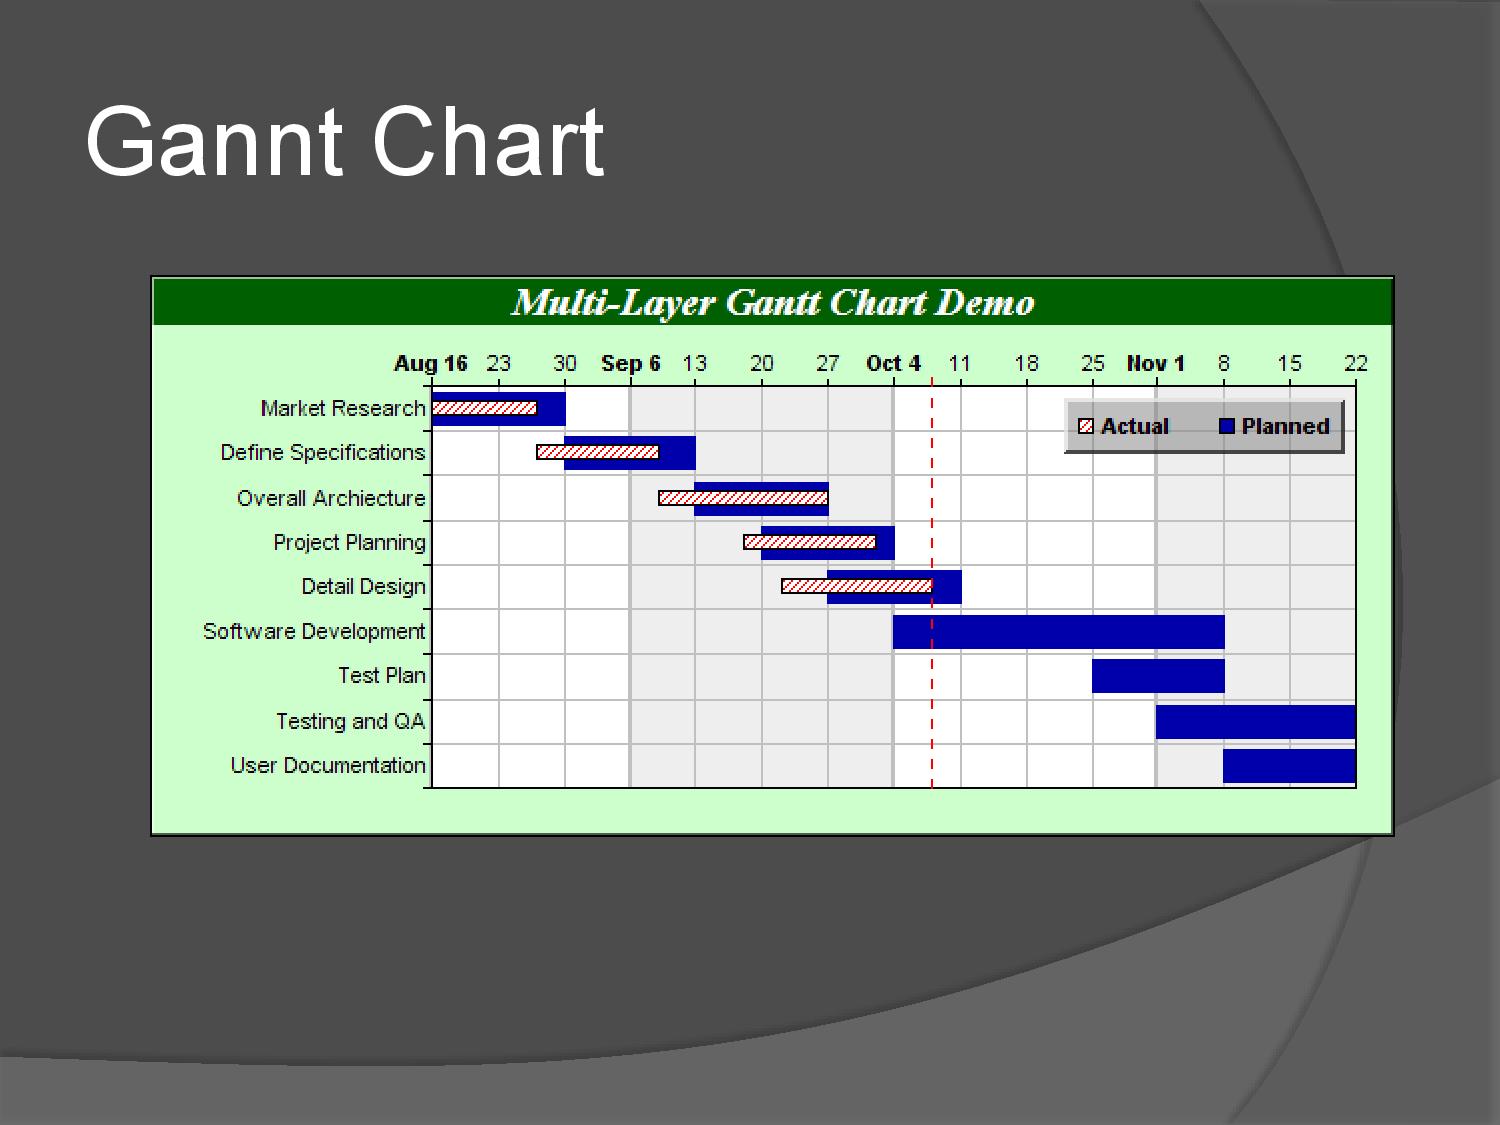 Gannt Chart
Multi-Layer Gantt Chart Demo
Aug 16 23 30 Sep 6 13 20 27 Oct 4 11 18 25 Nov 1 8 15 22
Actual Planned
Market Research
Define Specifications
Overall Archiecture
Project Planning
Detail Design
Software Development
Test Plan
Testing and QA
User Documentation